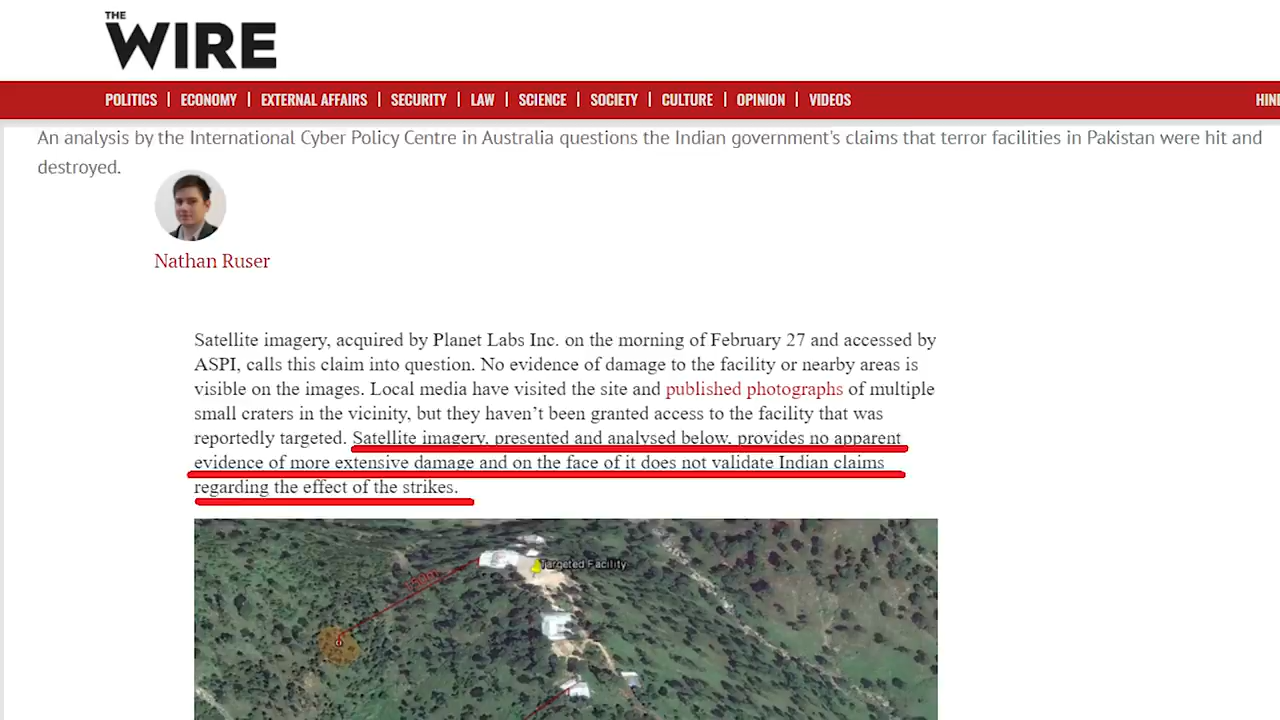 THE
WIRE
POLITICS | ECONOMY | EXTERNAL AFFAIRS | SECURITY | LAW | SCIENCE | SOCIETY | CULTURE | OPINION | VIDEOS HIND
An analysis by the International Cyber Policy Centre in Australia questions the Indian government's claims that terror facilities in Pakistan were hit and
destroyed.
Nathan Ruser
Satellite imagery, acquired by Planet Labs Inc. on the morning of February 27 and accessed by
ASPI, calls this claim into question. No evidence of damage to the facility or nearby areas is
visible on the images. Local media have visited the site and published photographs of multiple
small craters in the vicinity, but they haven’t been granted access to the facility that was
reportedly targeted. Satellite imagery, presented and analysed below, provides no apparent
evidence of more extensive damage and on the face of it does not validate Indian claims
regarding the effect of the strikes.
Targeted Facility